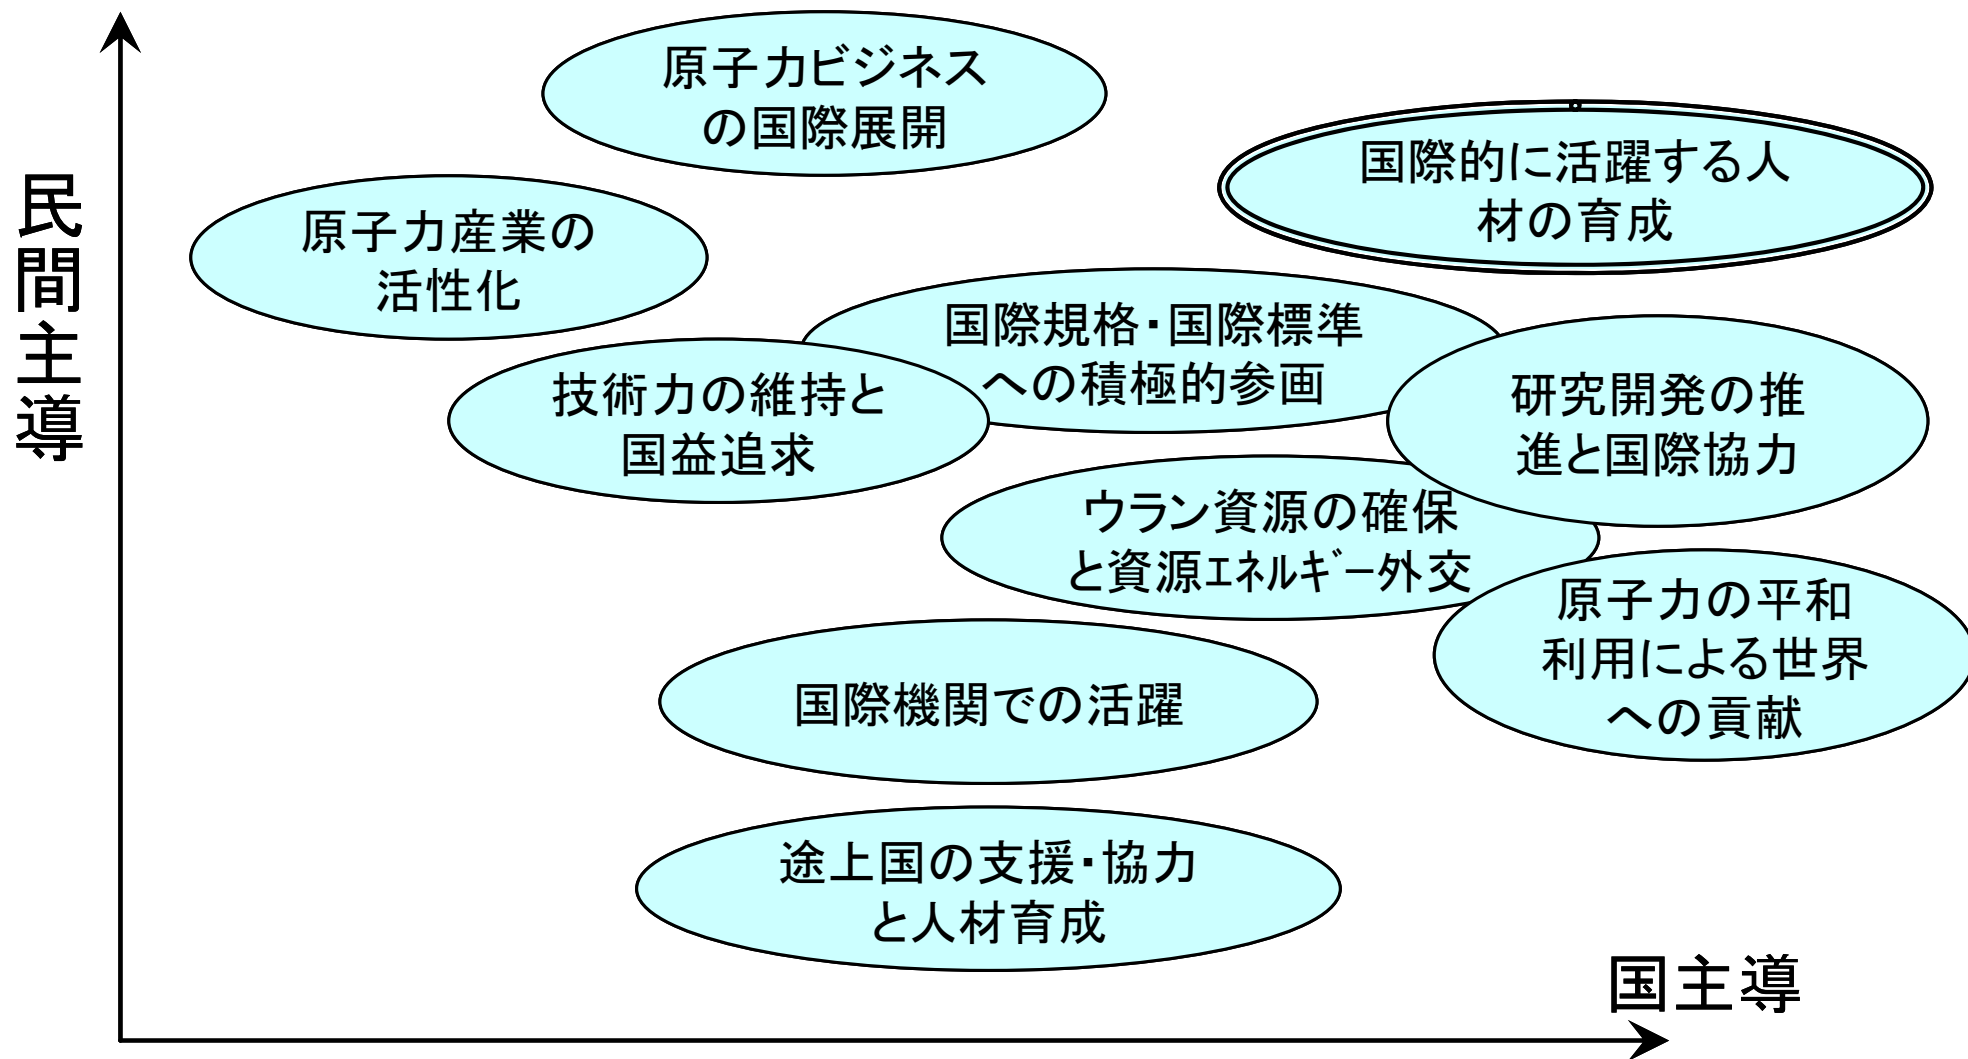 民間主導
原子力ビジネス
の国際展開
国際的に活躍する人
材の育成
原子力産業の
活性化
国際規格・国際標準
への積極的参画
技術力の維持と
国益追求
研究開発の推
進と国際協力
ウラン資源の確保
と資源ｴﾈﾙｷﾞｰ外交
原子力の平和
利用による世界
への貢献
国際機関での活躍
途上国の支援・協力
と人材育成
国主導